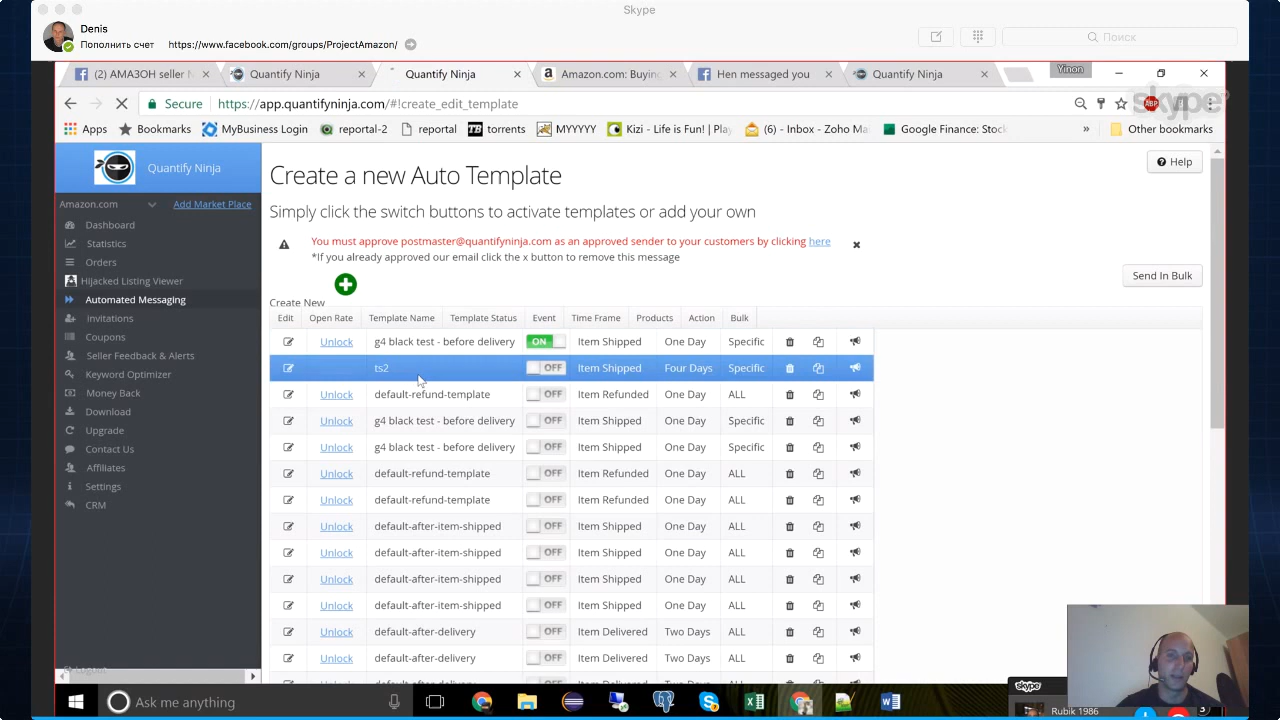 Skype
Denis
Пополнить счет https://www.facebook.com/groups/ProjectAmazon/
Поиск
(2) АМАЗОН seller
Quantify Ninja
Quantify Ninja
Amazon.com: Buying
Hen messaged you
Quantify Ninja
Yinon
Secure https://app.quantifyninja.com/#!create_edit_template
ABP
skype
Apps Bookmarks MyBusiness Login reportal-2 reportal torrents MYYYYY Kizi - Life is Fun! | Play (6) - Inbox - Zoho Mail Google Finance: Stock » Other bookmarks
Quantify Ninja
Amazon.com Add Market Place
Dashboard
Statistics
Orders
Hijacked Listing Viewer
Automated Messaging
Invitations
Coupons
Seller Feedback & Alerts
Keyword Optimizer
Money Back
Download
Upgrade
Contact Us
Affiliates
Settings
CRM
Logout
Help
Create a new Auto Template
Simply click the switch buttons to activate templates or add your own
You must approve postmaster@quantifyninja.com as an approved sender to your customers by clicking here
*If you already approved our email click the x button to remove this message
Send In Bulk
Create New
Edit Open Rate Template Name Template Status Event Time Frame Products Action Bulk
Unlock g4 black test - before delivery ON Item Shipped One Day Specific
ts2 OFF Item Shipped Four Days Specific
Unlock default-refund-template OFF Item Refunded One Day ALL
Unlock g4 black test - before delivery OFF Item Shipped One Day Specific
Unlock g4 black test - before delivery OFF Item Shipped One Day Specific
Unlock default-refund-template OFF Item Refunded One Day ALL
Unlock default-refund-template OFF Item Refunded One Day ALL
Unlock default-after-item-shipped OFF Item Shipped One Day ALL
Unlock default-after-item-shipped OFF Item Shipped One Day ALL
Unlock default-after-item-shipped OFF Item Shipped One Day ALL
Unlock default-after-item-shipped OFF Item Shipped One Day ALL
Unlock default-after-delivery OFF Item Delivered Two Days ALL
Unlock default-after-delivery OFF Item Delivered Two Days ALL
skype
Rubik 1986
Ask me anything